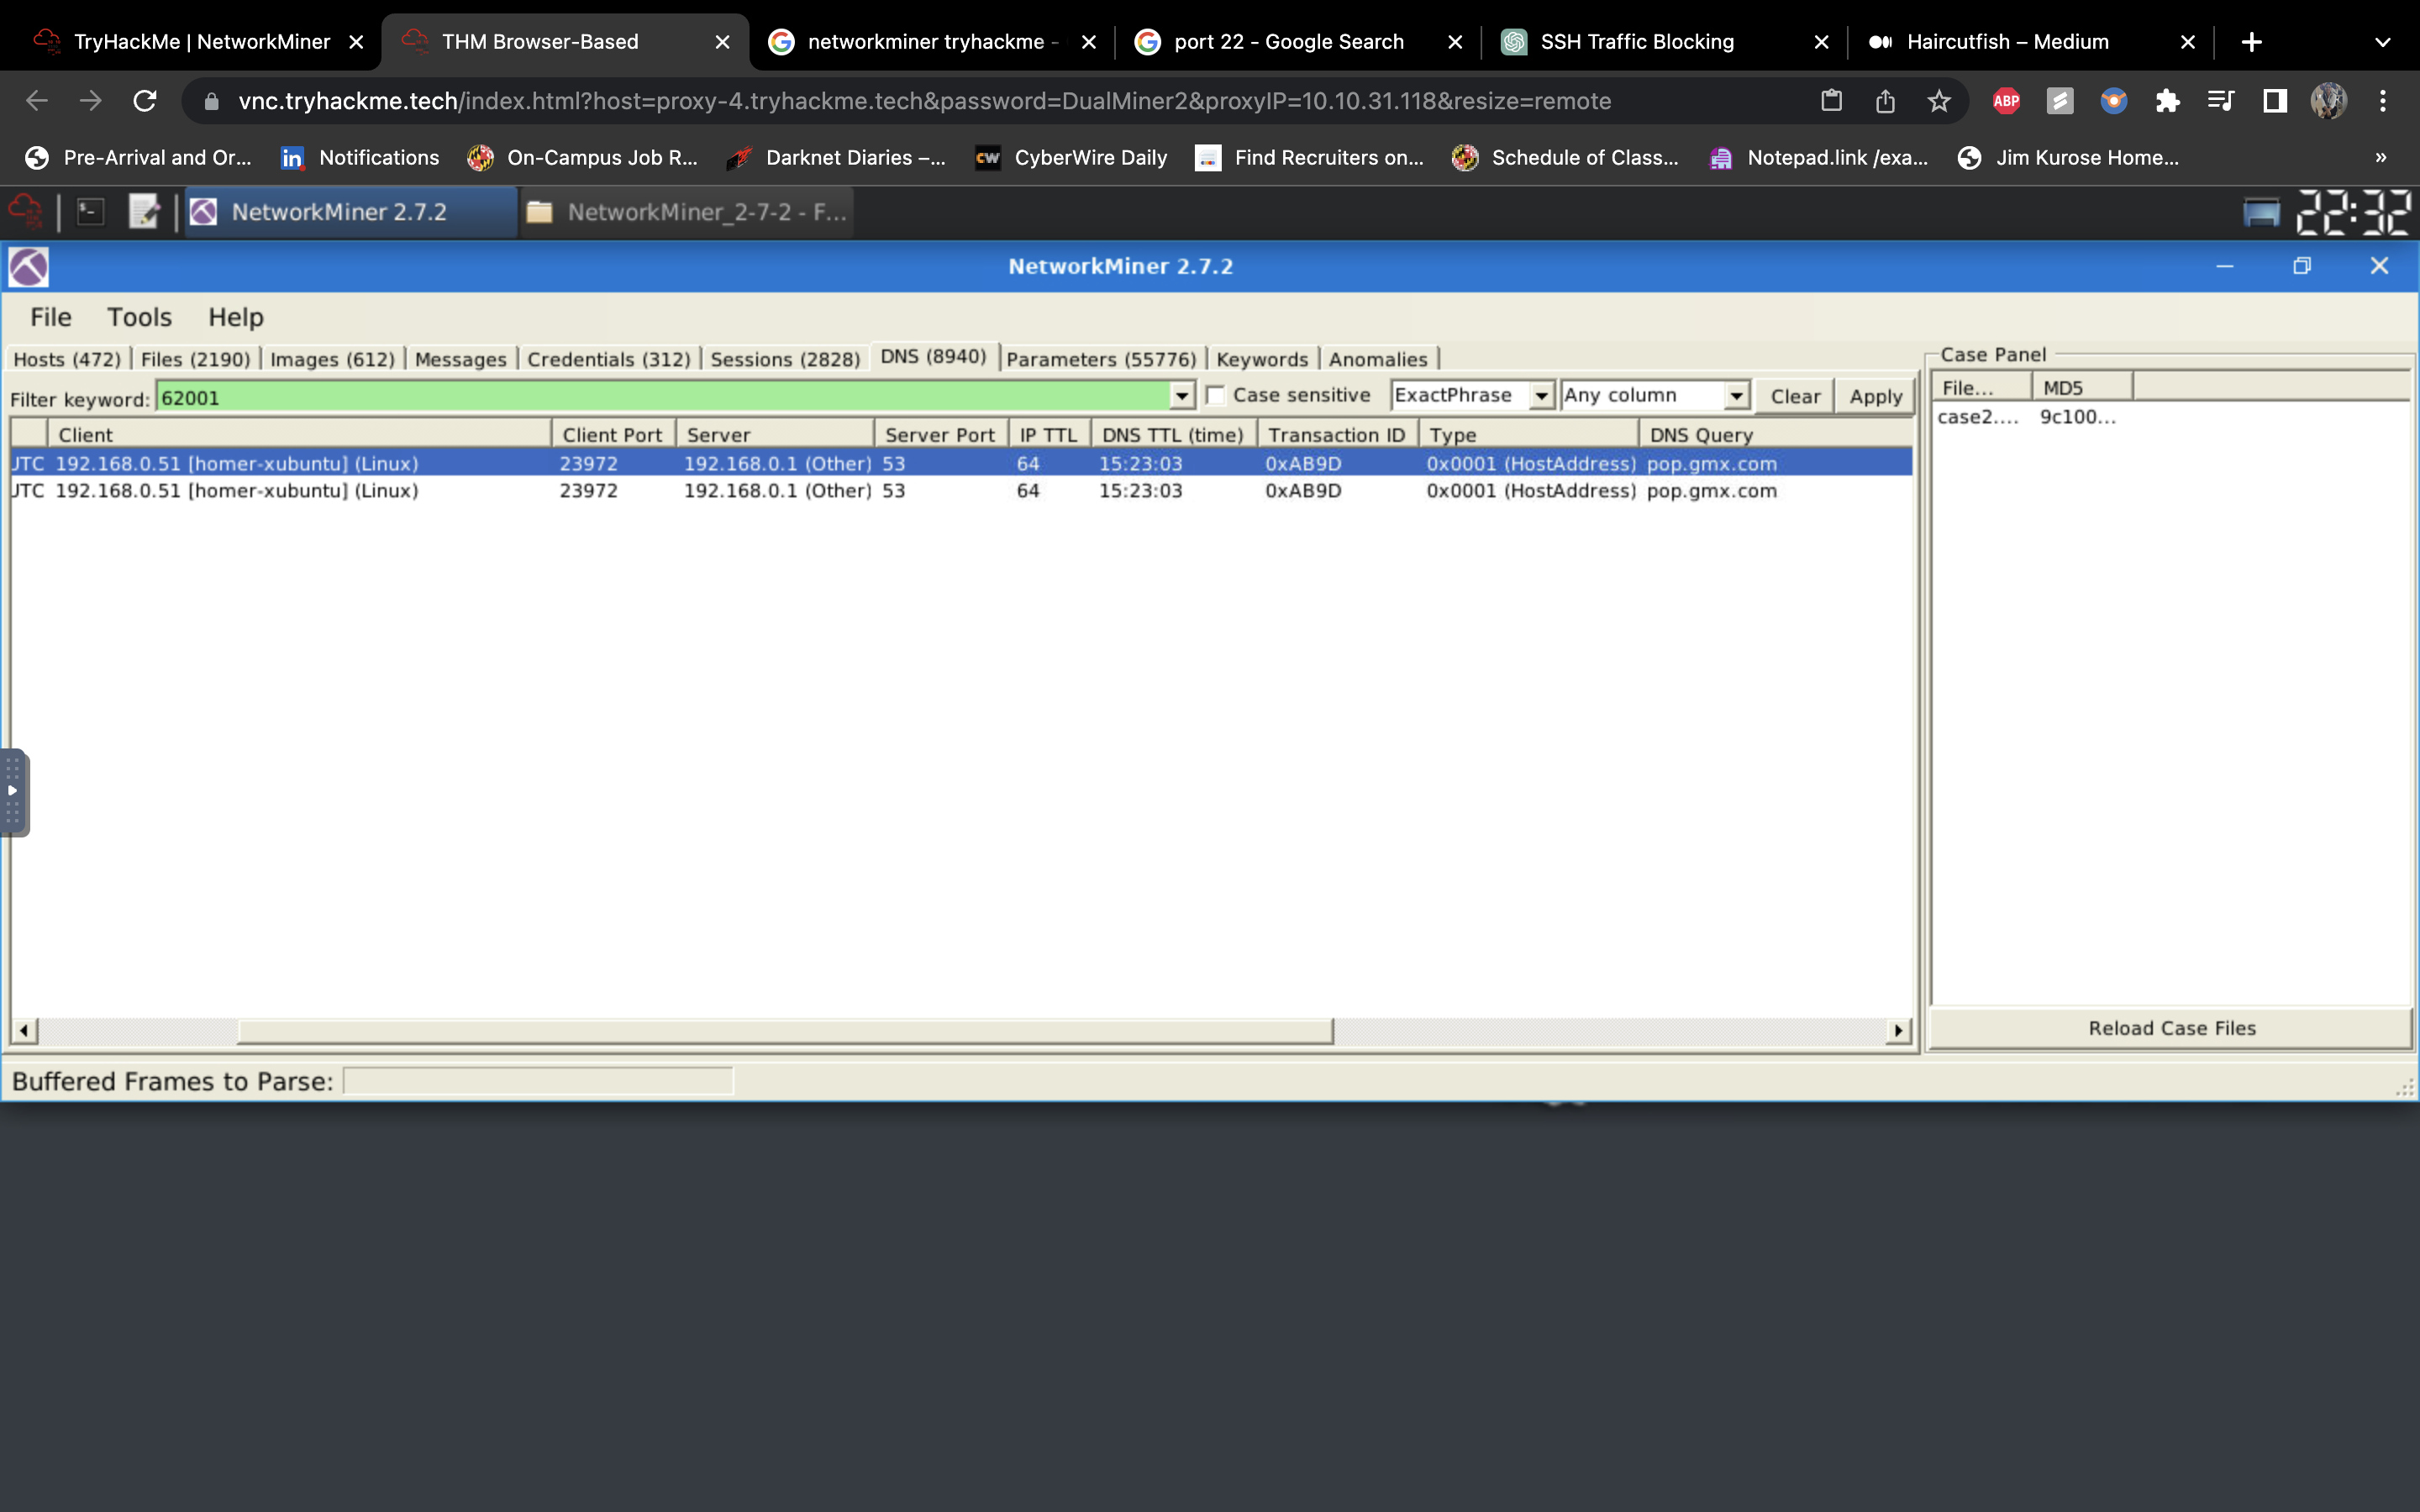 TryHackMe | NetworkMiner THM Browser-Based networkminer tryhackme - port 22 - Google Search SSH Traffic Blocking Haircutfish – Medium
vnc.tryhackme.tech/index.html?host=proxy-4.tryhackme.tech&password=DualMiner2&proxyIP=10.10.31.118&resize=remote ABP
Pre-Arrival and Or... in Notifications On-Campus Job R... Darknet Diaries –... CW CyberWire Daily Find Recruiters on... Schedule of Class... Notepad.link /exa... Jim Kurose Home... »
NetworkMiner 2.7.2 NetworkMiner_2-7-2 - F... 22:32
NetworkMiner 2.7.2
File Tools Help
Hosts (472) Files (2190) Images (612) Messages Credentials (312) Sessions (2828) DNS (8940) Parameters (55776) Keywords Anomalies Case Panel
Filter keyword: 62001 Case sensitive ExactPhrase Any column Clear Apply File... MD5
case2.... 9c100...
Client Client Port Server Server Port IP TTL DNS TTL (time) Transaction ID Type DNS Query
JTC 192.168.0.51 [homer-xubuntu] (Linux) 23972 192.168.0.1 (Other) 53 64 15:23:03 0xAB9D 0x0001 (HostAddress) pop.gmx.com
JTC 192.168.0.51 [homer-xubuntu] (Linux) 23972 192.168.0.1 (Other) 53 64 15:23:03 0xAB9D 0x0001 (HostAddress) pop.gmx.com
Reload Case Files
Buffered Frames to Parse: